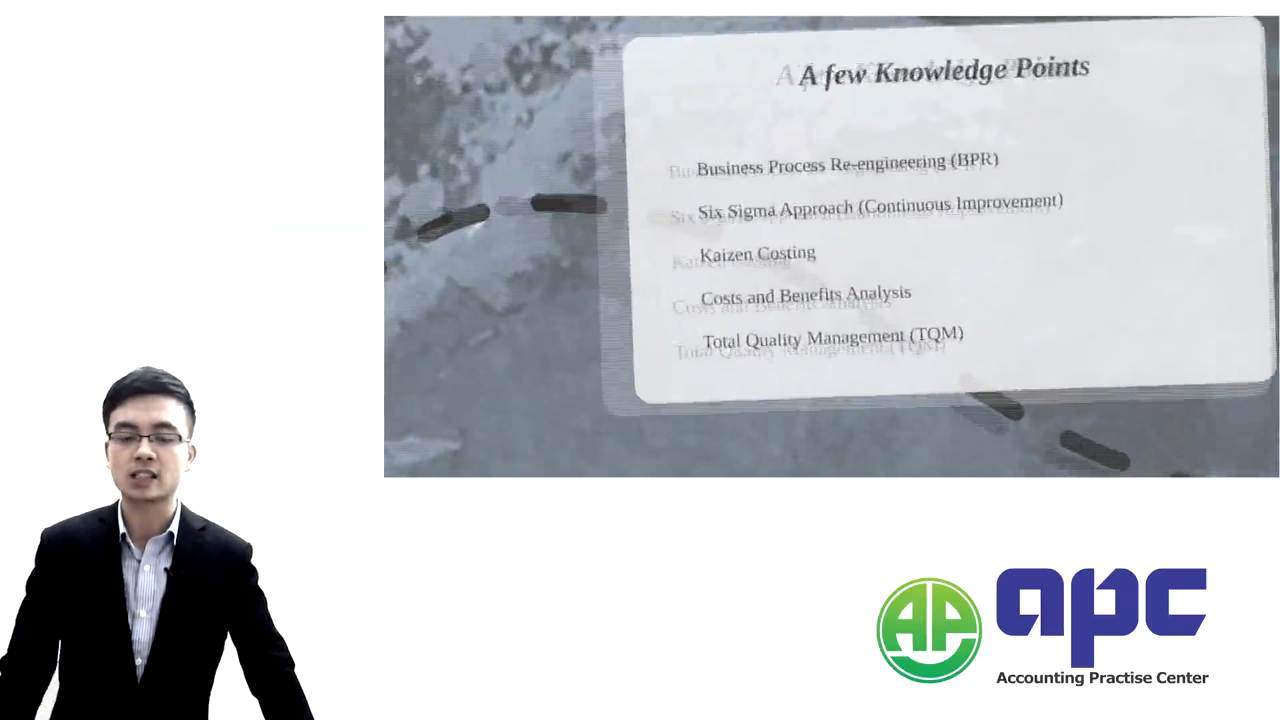 A few Knowledge Points
Business Process Re-engineering (BPR)
Six Sigma Approach (Continuous Improvement)
Kaizen Costing
Costs and Benefits Analysis
Total Quality Management (TQM)
AP
apc
Accounting Practise Center